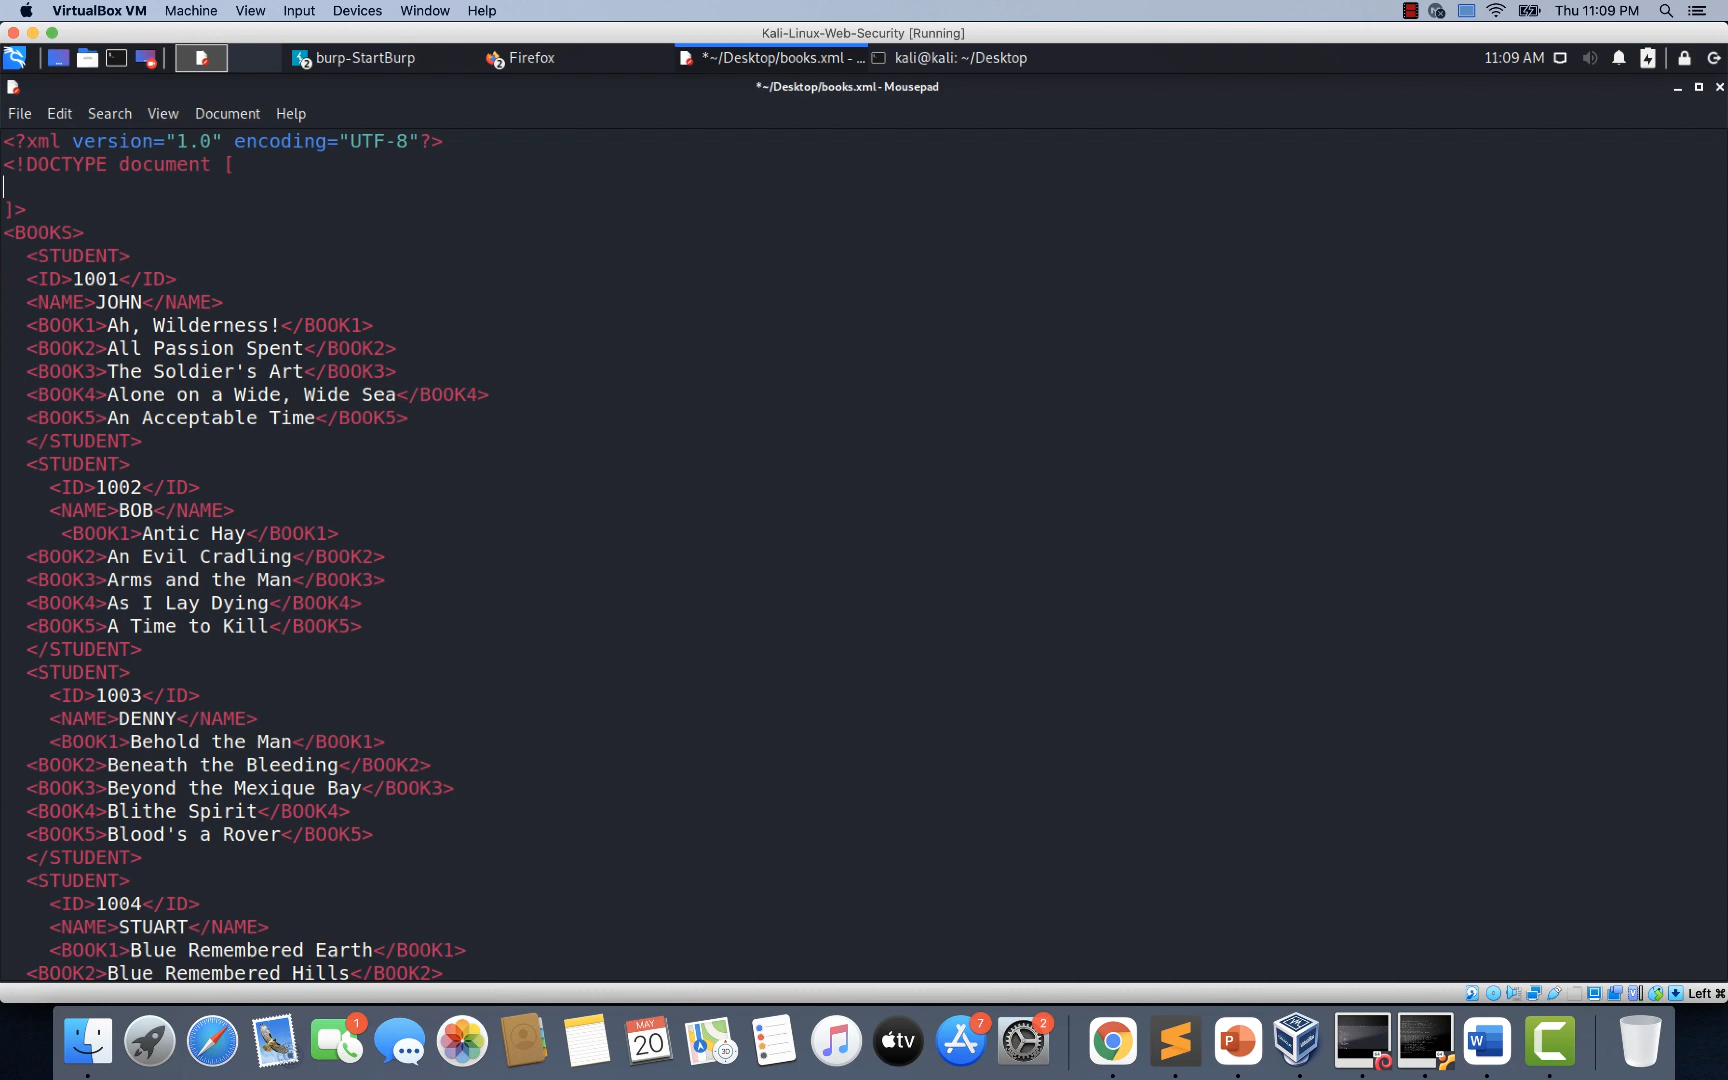 VirtualBox VM Machine View Input Devices Window Help Thu 11:09 PM
Kali-Linux-Web-Security [Running]
burp-StartBurp Firefox *~/Desktop/books.xml - ... kali@kali: ~/Desktop 11:09 AM
*~/Desktop/books.xml - Mousepad
File Edit Search View Document Help
<?xml version="1.0" encoding="UTF-8"?>
<!DOCTYPE document [
]>
<BOOKS>
<STUDENT>
<ID>1001</ID>
<NAME>JOHN</NAME>
<BOOK1>Ah, Wilderness!</BOOK1>
<BOOK2>All Passion Spent</BOOK2>
<BOOK3>The Soldier's Art</BOOK3>
<BOOK4>Alone on a Wide, Wide Sea</BOOK4>
<BOOK5>An Acceptable Time</BOOK5>
</STUDENT>
<STUDENT>
<ID>1002</ID>
<NAME>BOB</NAME>
<BOOK1>Antic Hay</BOOK1>
<BOOK2>An Evil Cradling</BOOK2>
<BOOK3>Arms and the Man</BOOK3>
<BOOK4>As I Lay Dying</BOOK4>
<BOOK5>A Time to Kill</BOOK5>
</STUDENT>
<STUDENT>
<ID>1003</ID>
<NAME>DENNY</NAME>
<BOOK1>Behold the Man</BOOK1>
<BOOK2>Beneath the Bleeding</BOOK2>
<BOOK3>Beyond the Mexique Bay</BOOK3>
<BOOK4>Blithe Spirit</BOOK4>
<BOOK5>Blood's a Rover</BOOK5>
</STUDENT>
<STUDENT>
<ID>1004</ID>
<NAME>STUART</NAME>
<BOOK1>Blue Remembered Earth</BOOK1>
<BOOK2>Blue Remembered Hills</BOOK2>
Left ⌘
1 MAY 20 tv 7 2 P W C